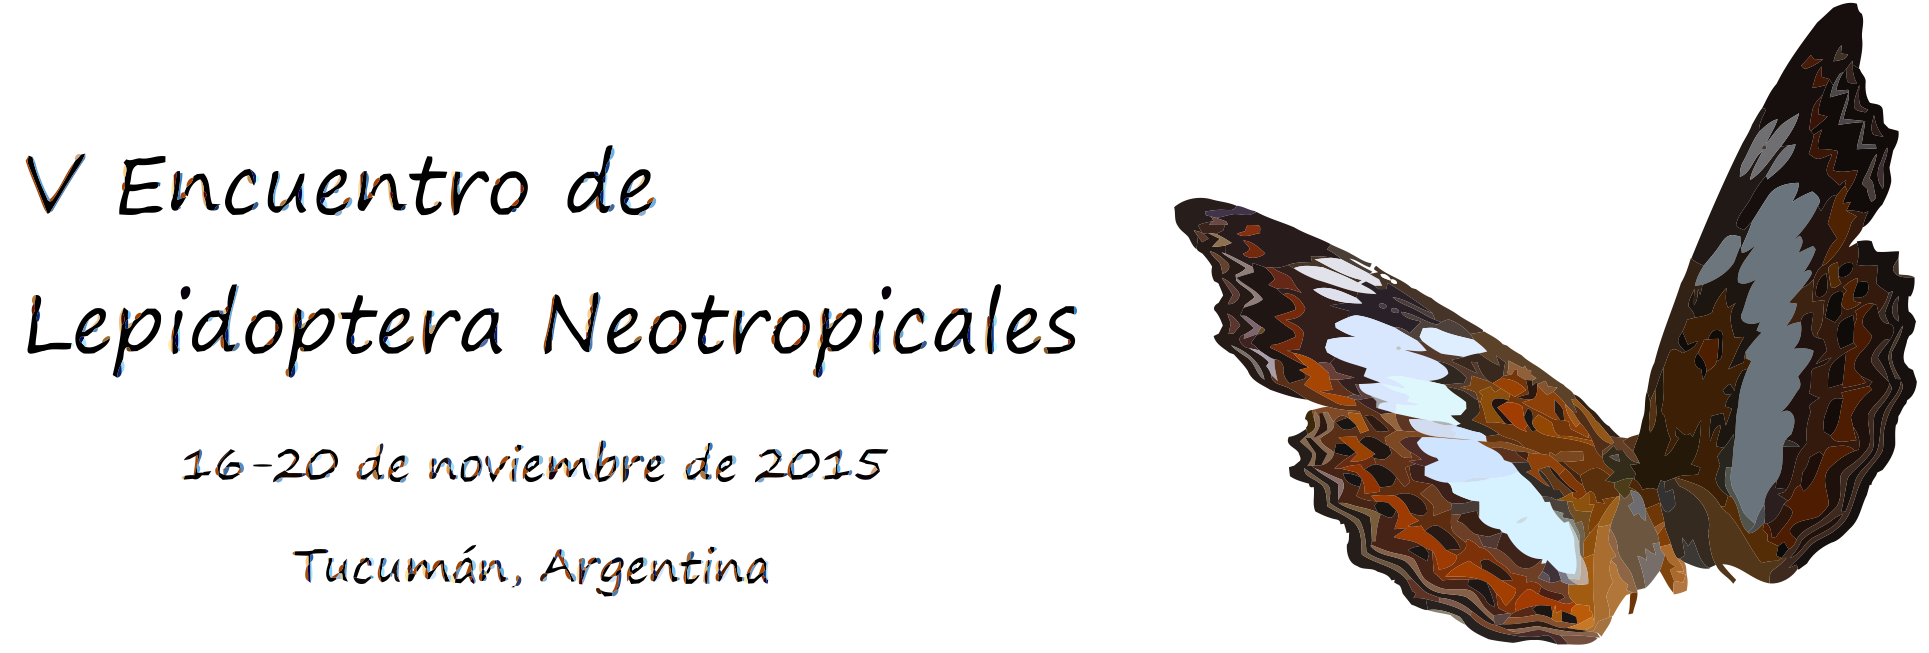 V Encuentro de
Lepidoptera Neotropicales
16-20 de noviembre de 2015
Tucumán, Argentina